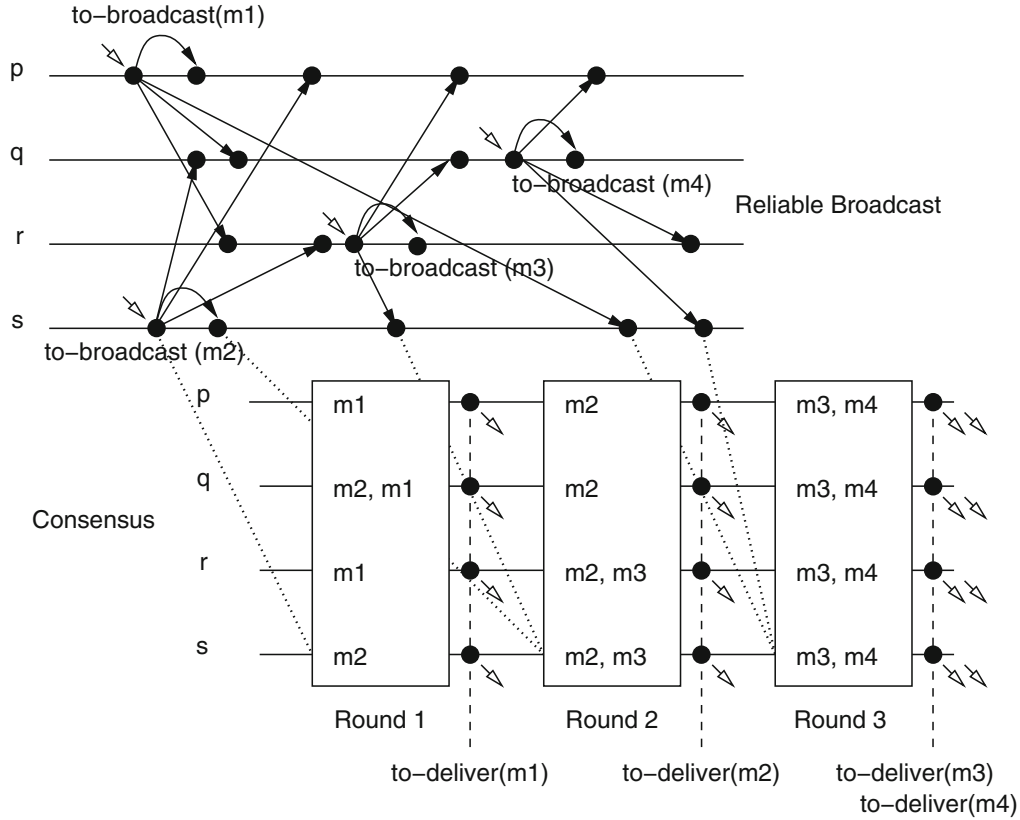 to−broadcast(m1)
p
q
to−broadcast (m4)
Reliable Broadcast
r
to−broadcast (m3)
s
to−broadcast (m2)
p
m1
m2
m3, m4
q
m2, m1
m2
m3, m4
Consensus
r
m1
m2, m3
m3, m4
s
m2
m2, m3
m3, m4
Round 1
Round 2
Round 3
to−deliver(m1)
to−deliver(m2)
to−deliver(m3)
to−deliver(m4)